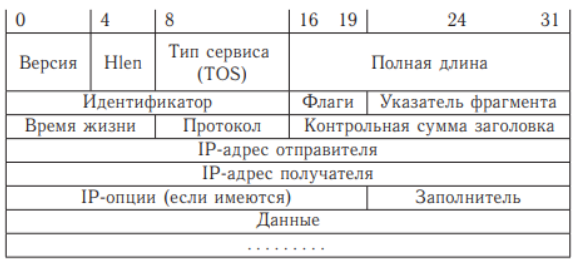 0 4 8 16 19 24 31
Версия Hlen Тип сервиса (TOS) Полная длина
Идентификатор Флаги Указатель фрагмента
Время жизни Протокол Контрольная сумма заголовка
IP-адрес отправителя
IP-адрес получателя
IP-опции (если имеются) Заполнитель
Данные
.........